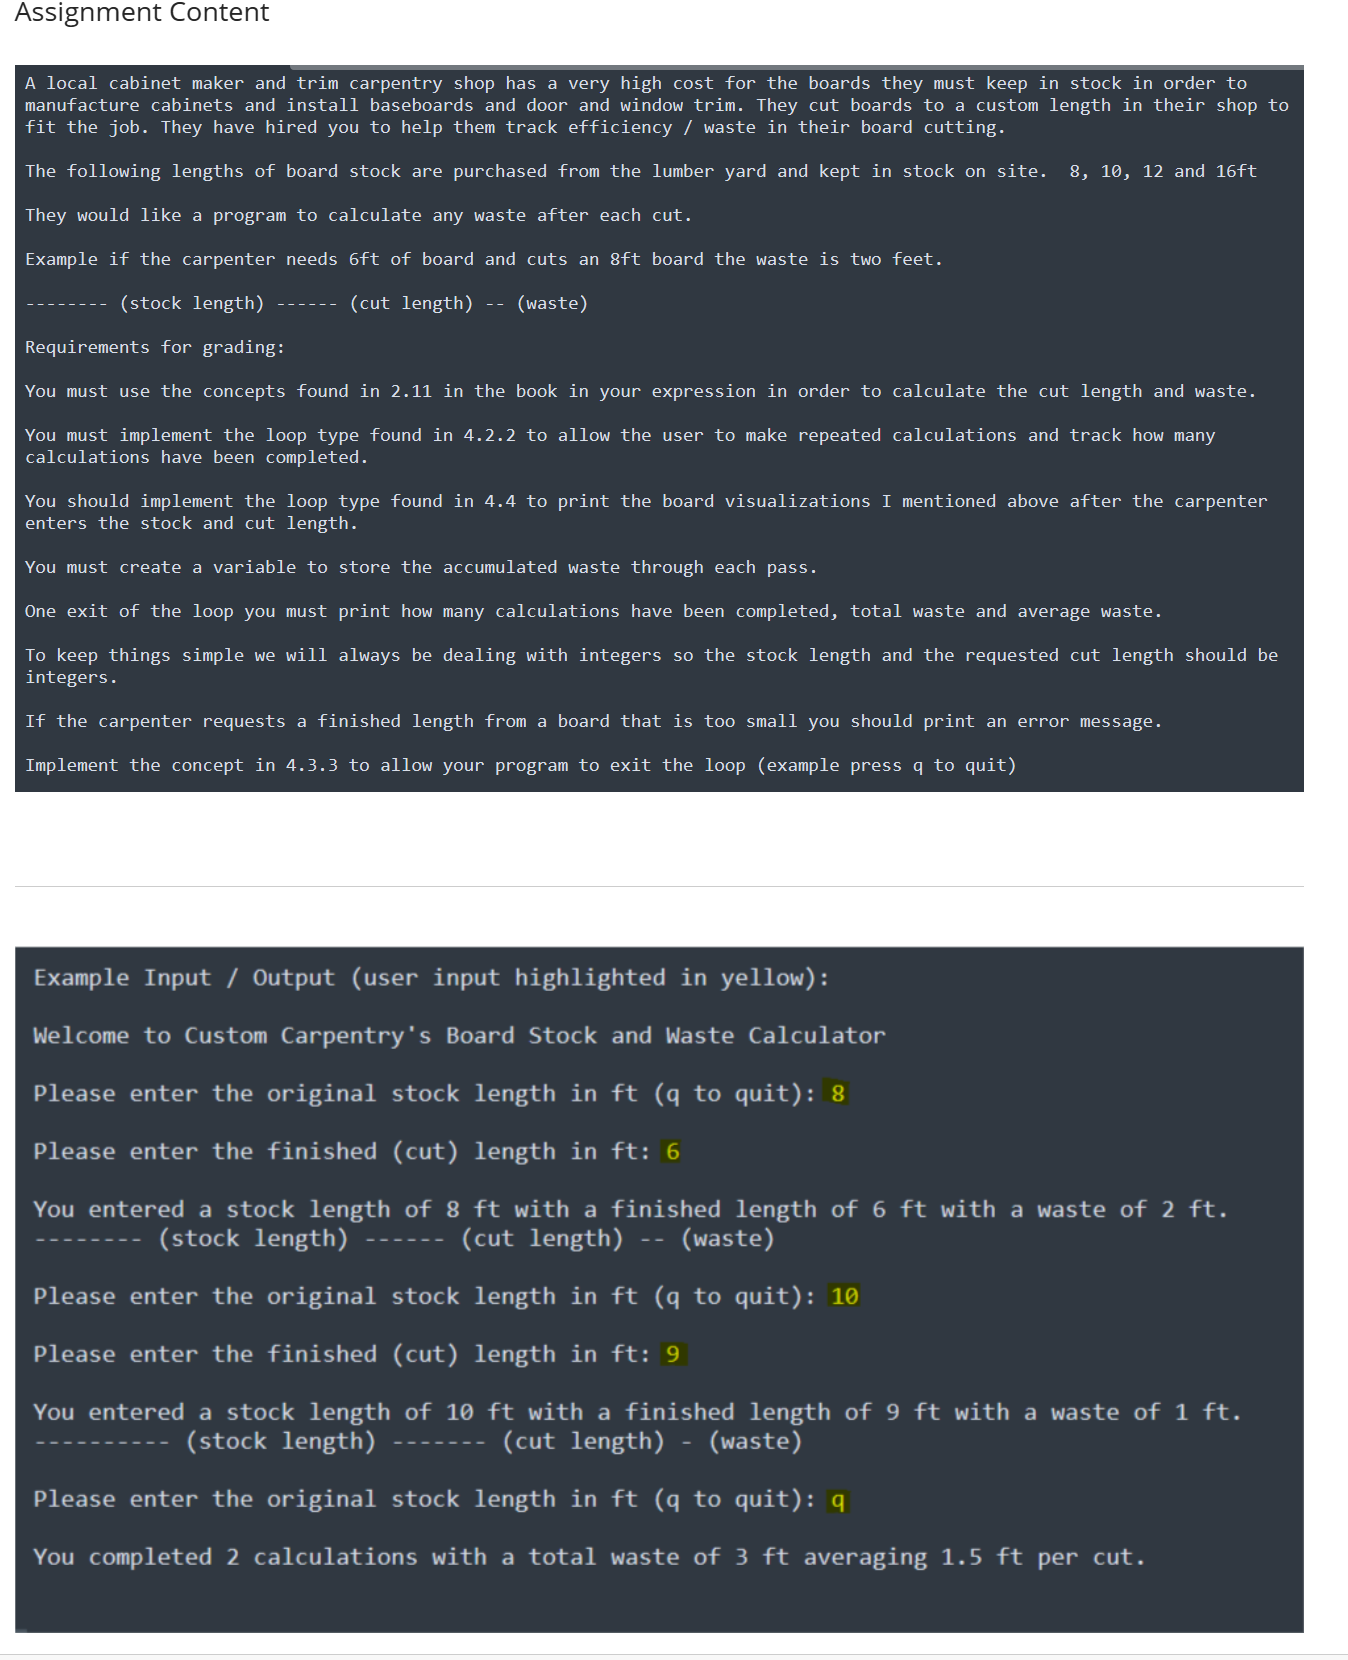 Assignment Content
A local cabinet maker and trim carpentry shop has a very high cost for the boards they must keep in stock in order to
manufacture cabinets and install baseboards and door and window trim. They cut boards to a custom length in their shop to
fit the job. They have hired you to help them track efficiency / waste in their board cutting.
The following lengths of board stock are purchased from the lumber yard and kept in stock on site.  8, 10, 12 and 16ft
They would like a program to calculate any waste after each cut.
Example if the carpenter needs 6ft of board and cuts an 8ft board the waste is two feet.
-------- (stock length) ------ (cut length) -- (waste)
Requirements for grading:
You must use the concepts found in 2.11 in the book in your expression in order to calculate the cut length and waste.
You must implement the loop type found in 4.2.2 to allow the user to make repeated calculations and track how many
calculations have been completed.
You should implement the loop type found in 4.4 to print the board visualizations I mentioned above after the carpenter
enters the stock and cut length.
You must create a variable to store the accumulated waste through each pass.
One exit of the loop you must print how many calculations have been completed, total waste and average waste.
To keep things simple we will always be dealing with integers so the stock length and the requested cut length should be
integers.
If the carpenter requests a finished length from a board that is too small you should print an error message.
Implement the concept in 4.3.3 to allow your program to exit the loop (example press q to quit)
Example Input / Output (user input highlighted in yellow):
Welcome to Custom Carpentry's Board Stock and Waste Calculator
Please enter the original stock length in ft (q to quit): 8
Please enter the finished (cut) length in ft: 6
You entered a stock length of 8 ft with a finished length of 6 ft with a waste of 2 ft.
-------- (stock length) ------ (cut length) -- (waste)
Please enter the original stock length in ft (q to quit): 10
Please enter the finished (cut) length in ft: 9
You entered a stock length of 10 ft with a finished length of 9 ft with a waste of 1 ft.
---------- (stock length) ------- (cut length) - (waste)
Please enter the original stock length in ft (q to quit): q
You completed 2 calculations with a total waste of 3 ft averaging 1.5 ft per cut.